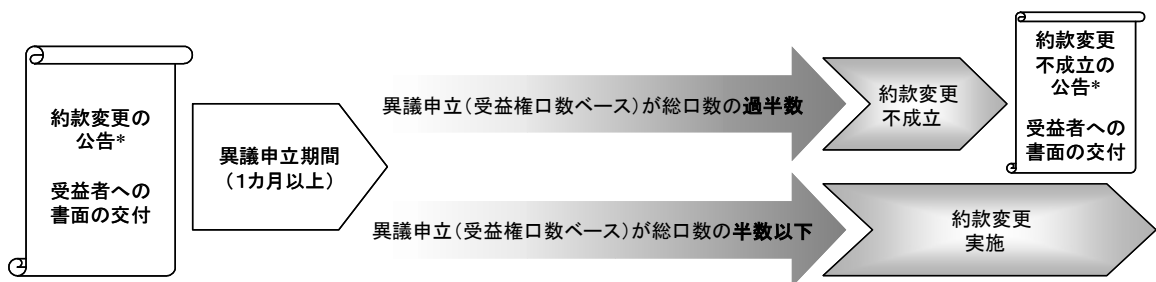 約款変更の
公告*
受益者への
書面の交付
異議申立期間
（1カ月以上）
異議申立（受益権口数ベース）が総口数の過半数
約款変更
不成立
約款変更
不成立の
公告*
受益者への
書面の交付
異議申立（受益権口数ベース）が総口数の半数以下
約款変更
実施